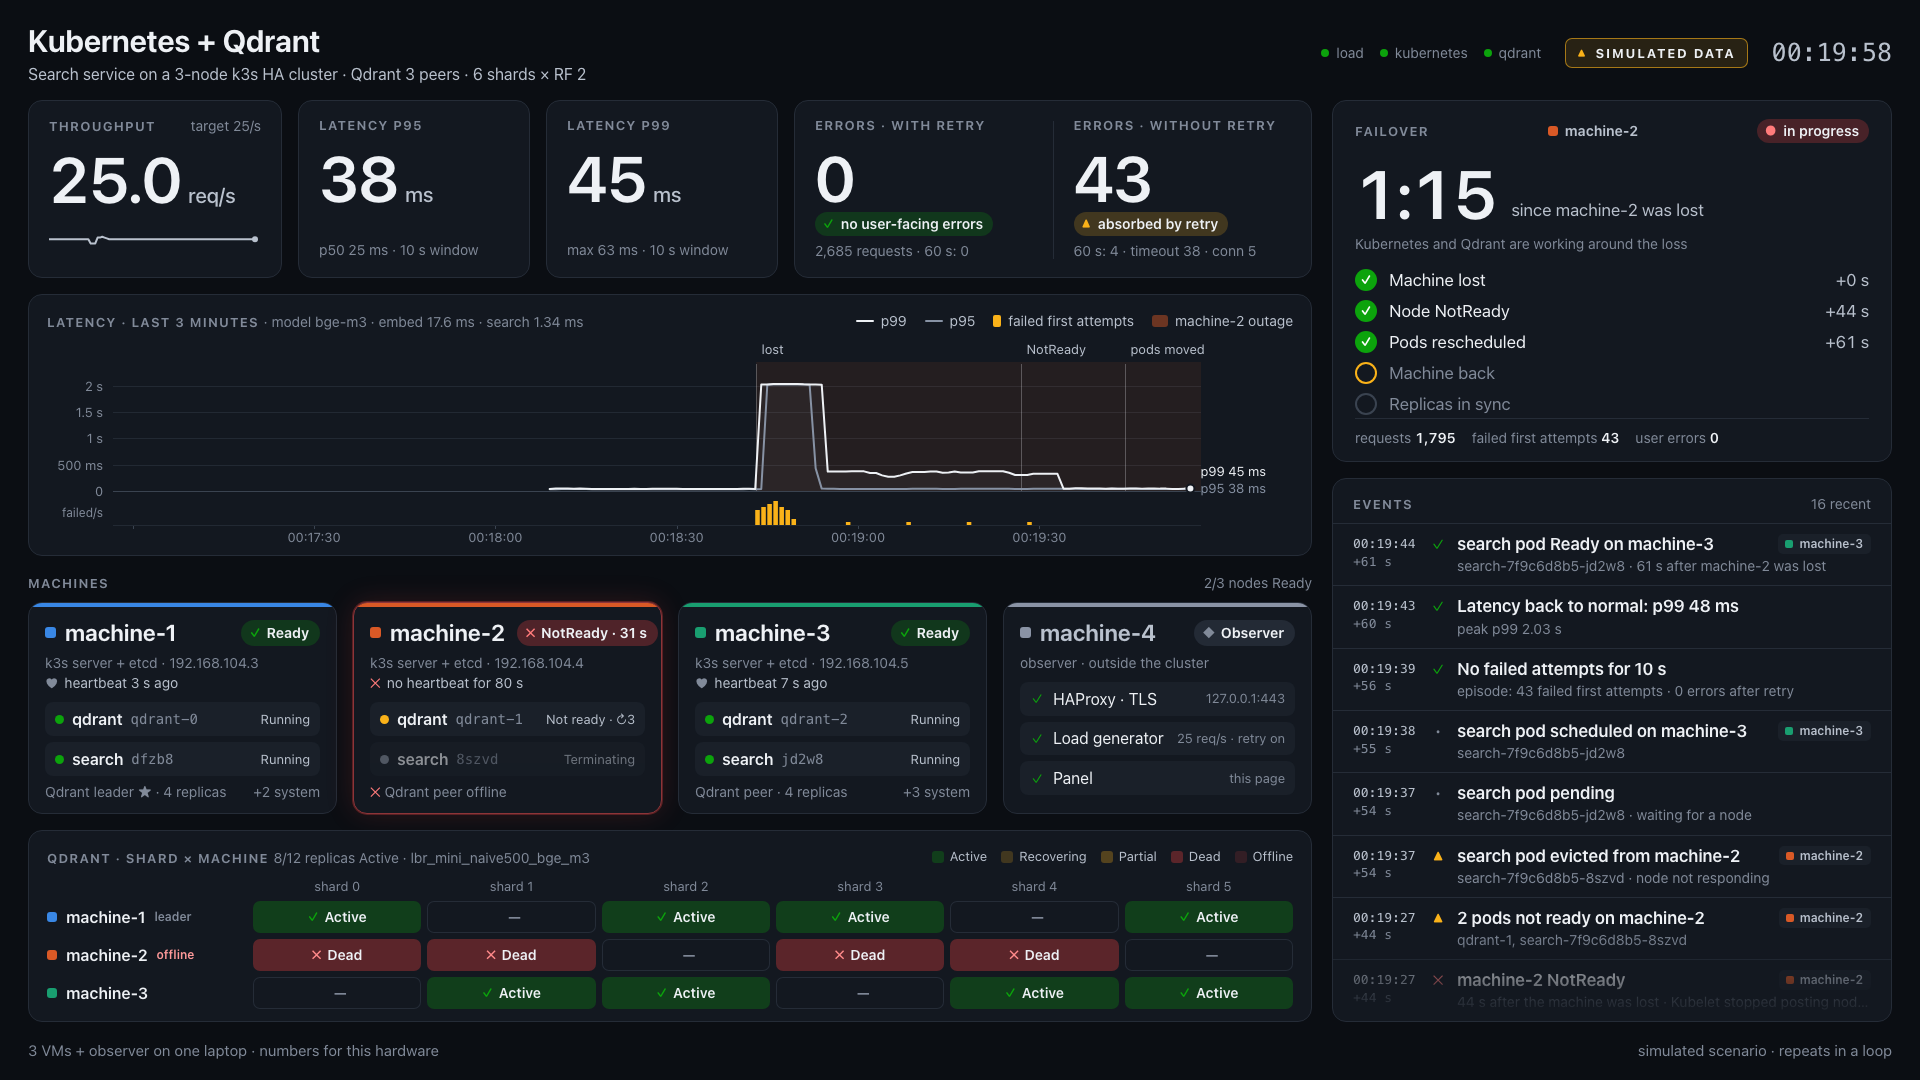 Kubernetes + Qdrant
Search service on a 3-node k3s HA cluster · Qdrant 3 peers · 6 shards × RF 2
load kubernetes qdrant
SIMULATED DATA
00:19:58
THROUGHPUT target 25/s
25.0 req/s
LATENCY P95
38 ms
p50 25 ms · 10 s window
LATENCY P99
45 ms
max 63 ms · 10 s window
ERRORS · WITH RETRY
0
no user-facing errors
2,685 requests · 60 s: 0
ERRORS · WITHOUT RETRY
43
absorbed by retry
60 s: 4 · timeout 38 · conn 5
FAILOVER machine-2 in progress
1:15 since machine-2 was lost
Kubernetes and Qdrant are working around the loss
Machine lost +0 s
Node NotReady +44 s
Pods rescheduled +61 s
Machine back
Replicas in sync
requests 1,795 failed first attempts 43 user errors 0
LATENCY · LAST 3 MINUTES · model bge-m3 · embed 17.6 ms · search 1.34 ms
p99 p95 failed first attempts machine-2 outage
lost NotReady pods moved
2 s
1.5 s
1 s
500 ms
0
failed/s
p99 45 ms
p95 38 ms
00:17:30 00:18:00 00:18:30 00:19:00 00:19:30
MACHINES 2/3 nodes Ready
machine-1 Ready
k3s server + etcd · 192.168.104.3
heartbeat 3 s ago
qdrant qdrant-0 Running
search dfzb8 Running
Qdrant leader ★ · 4 replicas +2 system
machine-2 NotReady · 31 s
k3s server + etcd · 192.168.104.4
no heartbeat for 80 s
qdrant qdrant-1 Not ready · ↻3
search 8szvd Terminating
Qdrant peer offline
machine-3 Ready
k3s server + etcd · 192.168.104.5
heartbeat 7 s ago
qdrant qdrant-2 Running
search jd2w8 Running
Qdrant peer · 4 replicas +3 system
machine-4 Observer
observer · outside the cluster
HAProxy · TLS 127.0.0.1:443
Load generator 25 req/s · retry on
Panel this page
QDRANT · SHARD × MACHINE 8/12 replicas Active · lbr_mini_naive500_bge_m3
Active Recovering Partial Dead Offline
shard 0 shard 1 shard 2 shard 3 shard 4 shard 5
machine-1 leader Active — Active Active — Active
machine-2 offline Dead Dead — Dead Dead —
machine-3 — Active Active — Active Active
EVENTS 16 recent
00:19:44 search pod Ready on machine-3 machine-3
+61 s search-7f9c6d8b5-jd2w8 · 61 s after machine-2 was lost
00:19:43 Latency back to normal: p99 48 ms
+60 s peak p99 2.03 s
00:19:39 No failed attempts for 10 s
+56 s episode: 43 failed first attempts · 0 errors after retry
00:19:38 search pod scheduled on machine-3 machine-3
+55 s search-7f9c6d8b5-jd2w8
00:19:37 search pod pending
+54 s search-7f9c6d8b5-jd2w8 · waiting for a node
00:19:37 search pod evicted from machine-2 machine-2
+54 s search-7f9c6d8b5-8szvd · node not responding
00:19:27 2 pods not ready on machine-2 machine-2
+44 s qdrant-1, search-7f9c6d8b5-8szvd
00:19:27 machine-2 NotReady machine-2
+44 s 44 s after the machine was lost · Kubelet stopped posting nod…
3 VMs + observer on one laptop · numbers for this hardware
simulated scenario · repeats in a loop